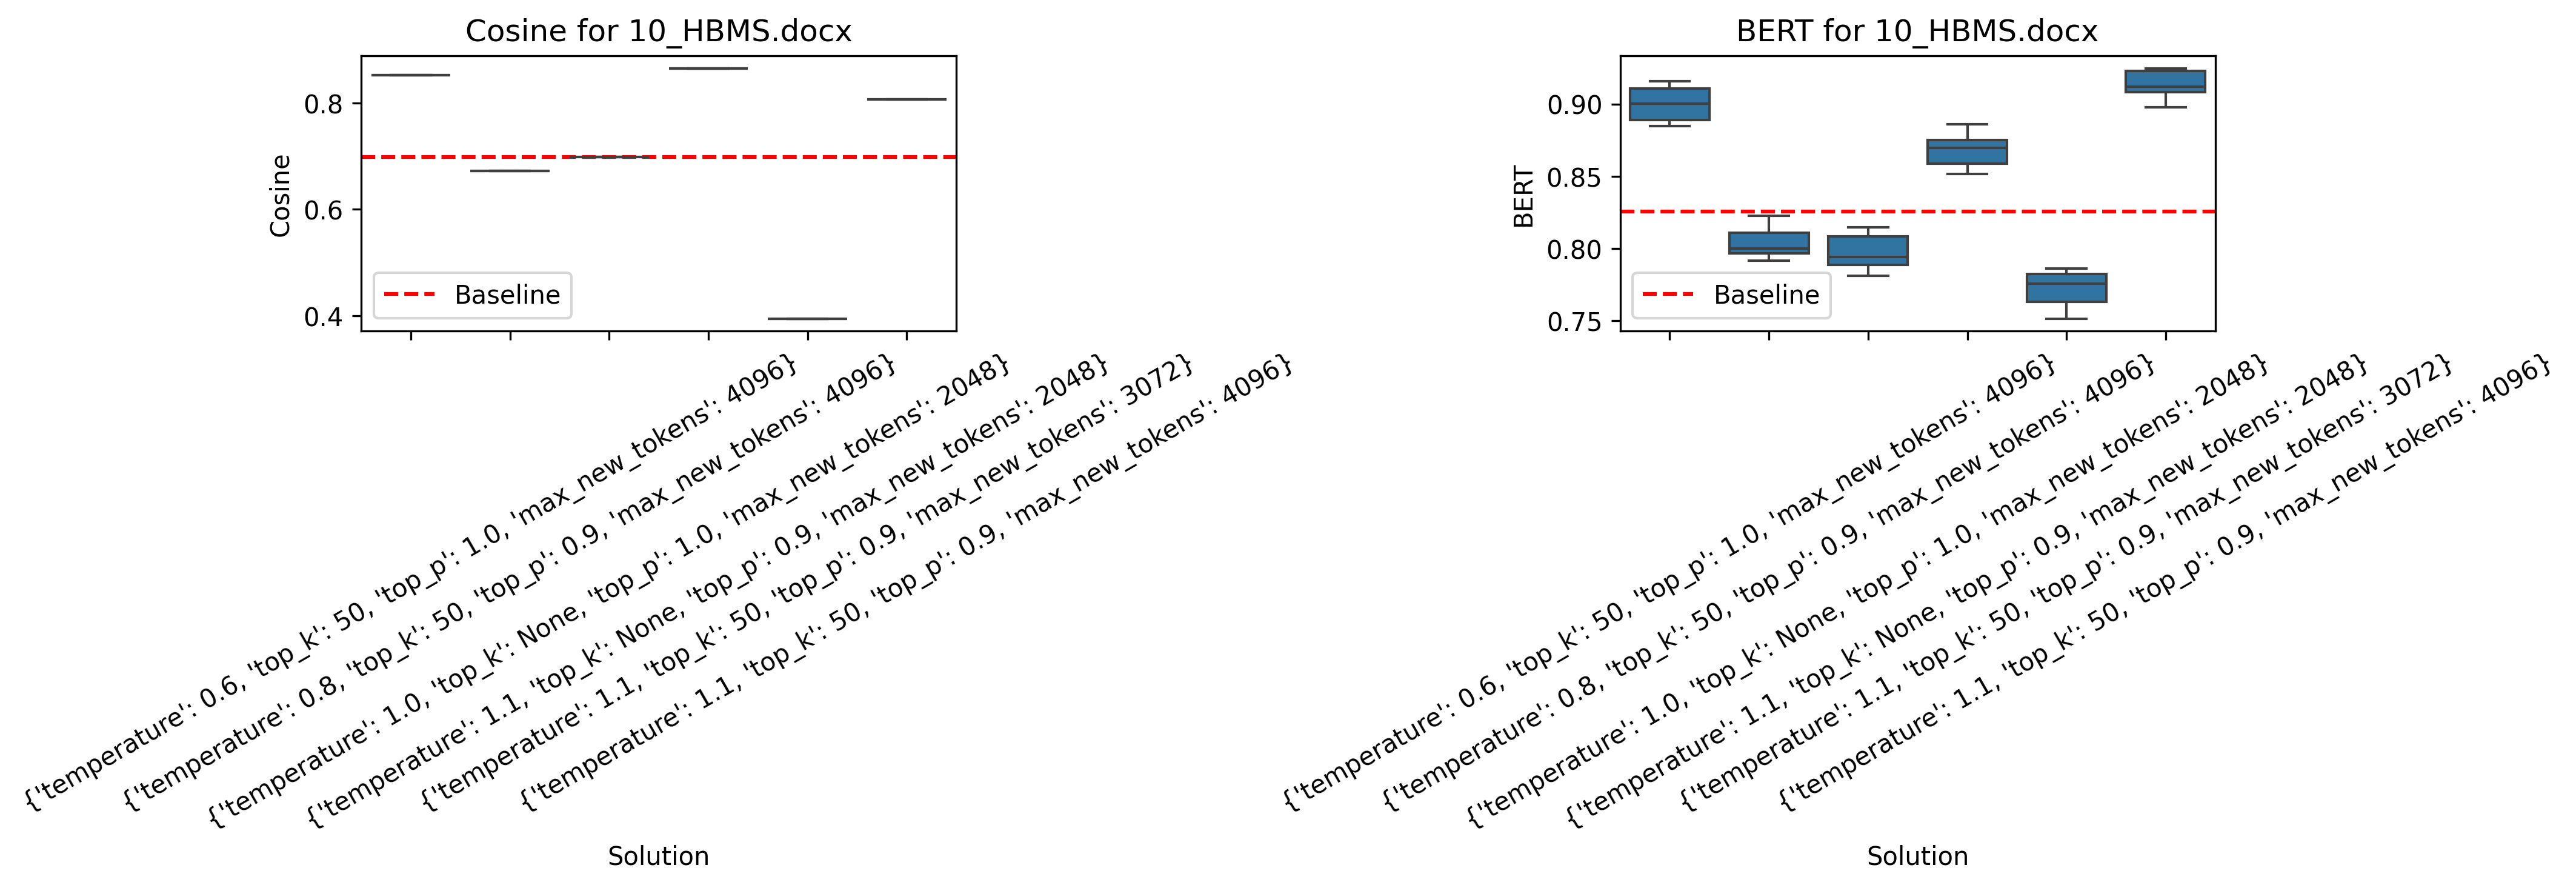 Cosine for 10_HBMS.docx
Cosine
0.8
0.6
0.4
Baseline
{'temperature': 0.6, 'top_k': 50, 'top_p': 1.0, 'max_new_tokens': 4096}
{'temperature': 0.8, 'top_k': 50, 'top_p': 0.9, 'max_new_tokens': 4096}
{'temperature': 1.0, 'top_k': None, 'top_p': 1.0, 'max_new_tokens': 2048}
{'temperature': 1.1, 'top_k': None, 'top_p': 0.9, 'max_new_tokens': 2048}
{'temperature': 1.1, 'top_k': 50, 'top_p': 0.9, 'max_new_tokens': 3072}
{'temperature': 1.1, 'top_k': 50, 'top_p': 0.9, 'max_new_tokens': 4096}
Solution
BERT for 10_HBMS.docx
BERT
0.90
0.85
0.80
0.75
Baseline
{'temperature': 0.6, 'top_k': 50, 'top_p': 1.0, 'max_new_tokens': 4096}
{'temperature': 0.8, 'top_k': 50, 'top_p': 0.9, 'max_new_tokens': 4096}
{'temperature': 1.0, 'top_k': None, 'top_p': 1.0, 'max_new_tokens': 2048}
{'temperature': 1.1, 'top_k': None, 'top_p': 0.9, 'max_new_tokens': 2048}
{'temperature': 1.1, 'top_k': 50, 'top_p': 0.9, 'max_new_tokens': 3072}
{'temperature': 1.1, 'top_k': 50, 'top_p': 0.9, 'max_new_tokens': 4096}
Solution